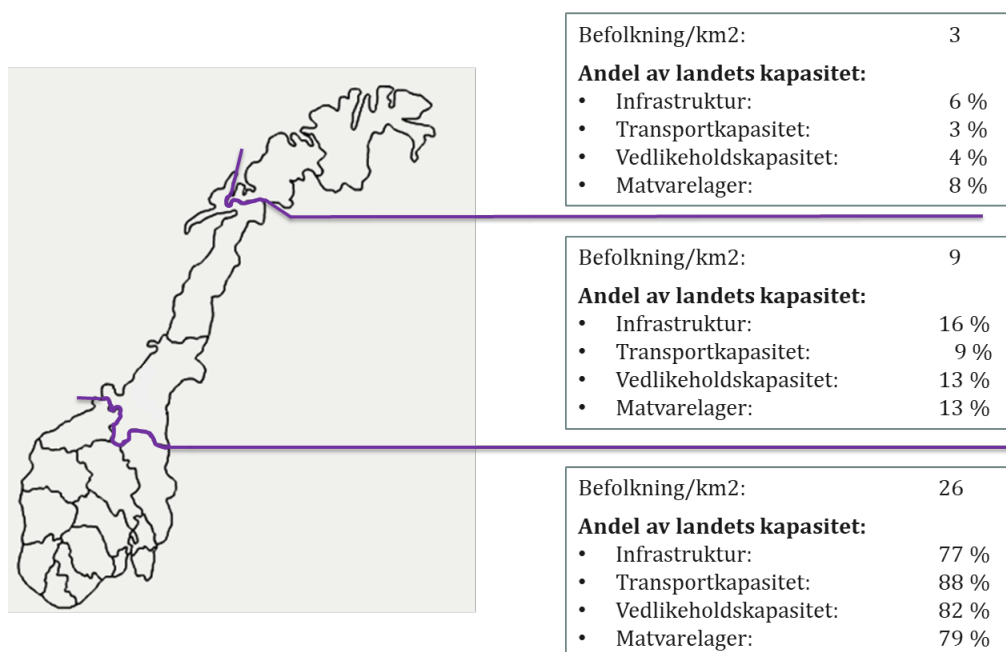 Befolkning/km2: 3
Andel av landets kapasitet:
• Infrastruktur: 6 %
• Transportkapasitet: 3 %
• Vedlikeholdskapasitet: 4 %
• Matvarelager: 8 %
Befolkning/km2: 9
Andel av landets kapasitet:
• Infrastruktur: 16 %
• Transportkapasitet: 9 %
• Vedlikeholdskapasitet: 13 %
• Matvarelager: 13 %
Befolkning/km2: 26
Andel av landets kapasitet:
• Infrastruktur: 77 %
• Transportkapasitet: 88 %
• Vedlikeholdskapasitet: 82 %
• Matvarelager: 79 %